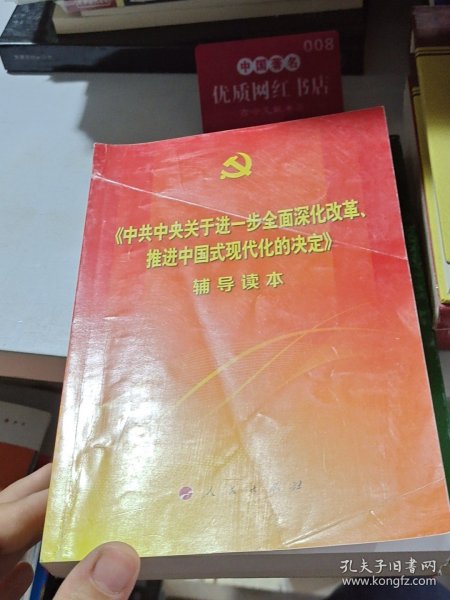 008
中国著名
优质网红书店
《中共中央关于进一步全面深化改革、
推进中国式现代化的决定》
辅导读本
人民出版社
孔夫子旧书网
www.kongfz.com